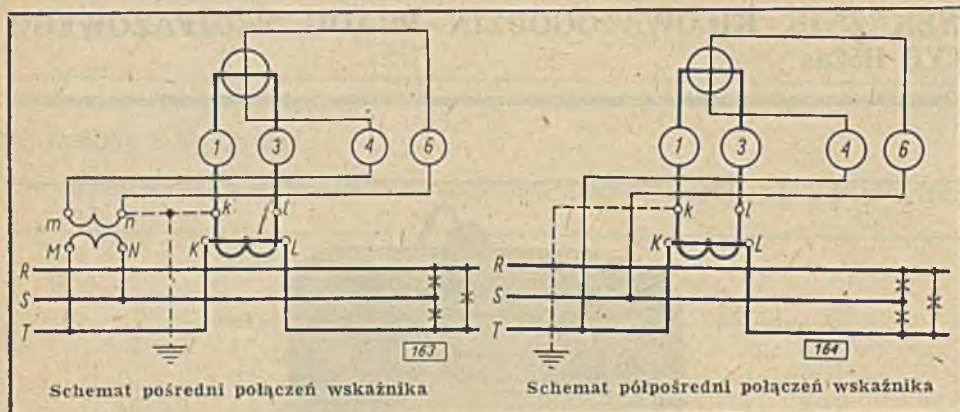 1 3 4 6
m n k l
M N K L
R
S
T
163
Schemat pośredni połączeń wskaźnika
1 3 4 6
k l
K L
R
S
T
164
Schemat półpośredni połączeń wskaźnika